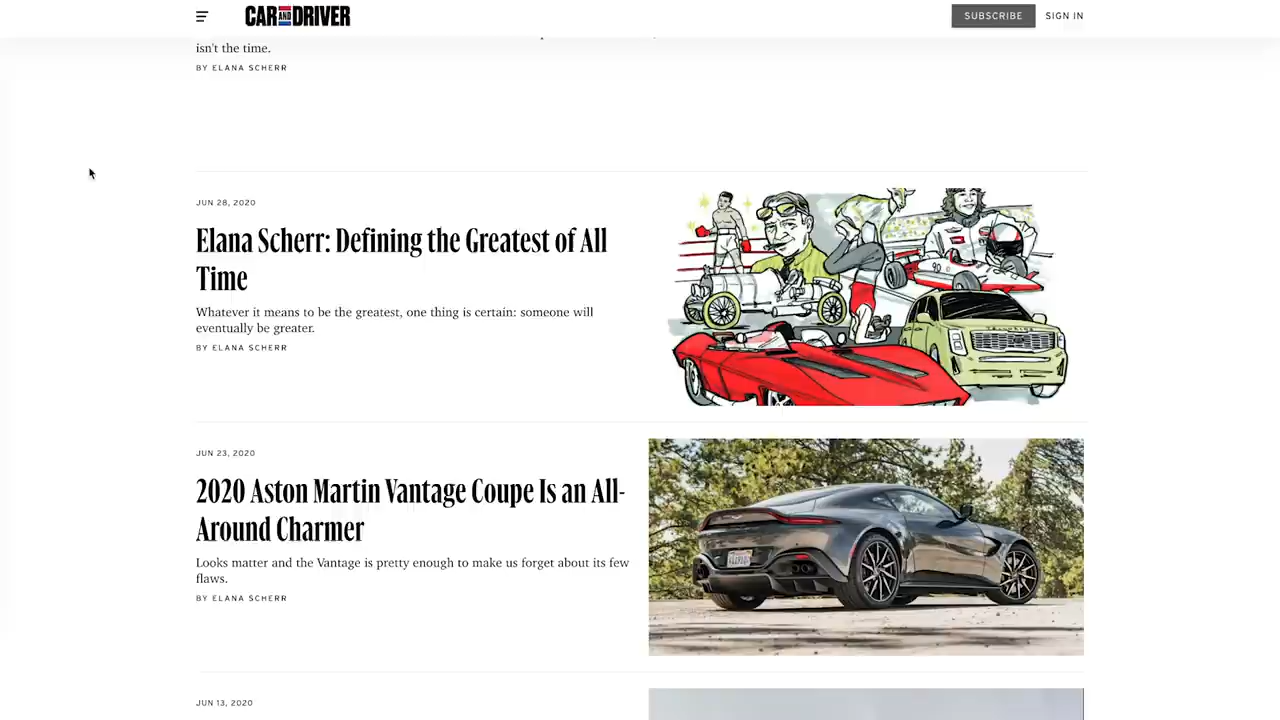 CAR AND DRIVER
SUBSCRIBE
SIGN IN
isn't the time.
BY ELANA SCHERR
JUN 28, 2020
Elana Scherr: Defining the Greatest of All
Time
Whatever it means to be the greatest, one thing is certain: someone will
eventually be greater.
BY ELANA SCHERR
JUN 23, 2020
2020 Aston Martin Vantage Coupe Is an All-
Around Charmer
Looks matter and the Vantage is pretty enough to make us forget about its few
flaws.
BY ELANA SCHERR
JUN 13, 2020